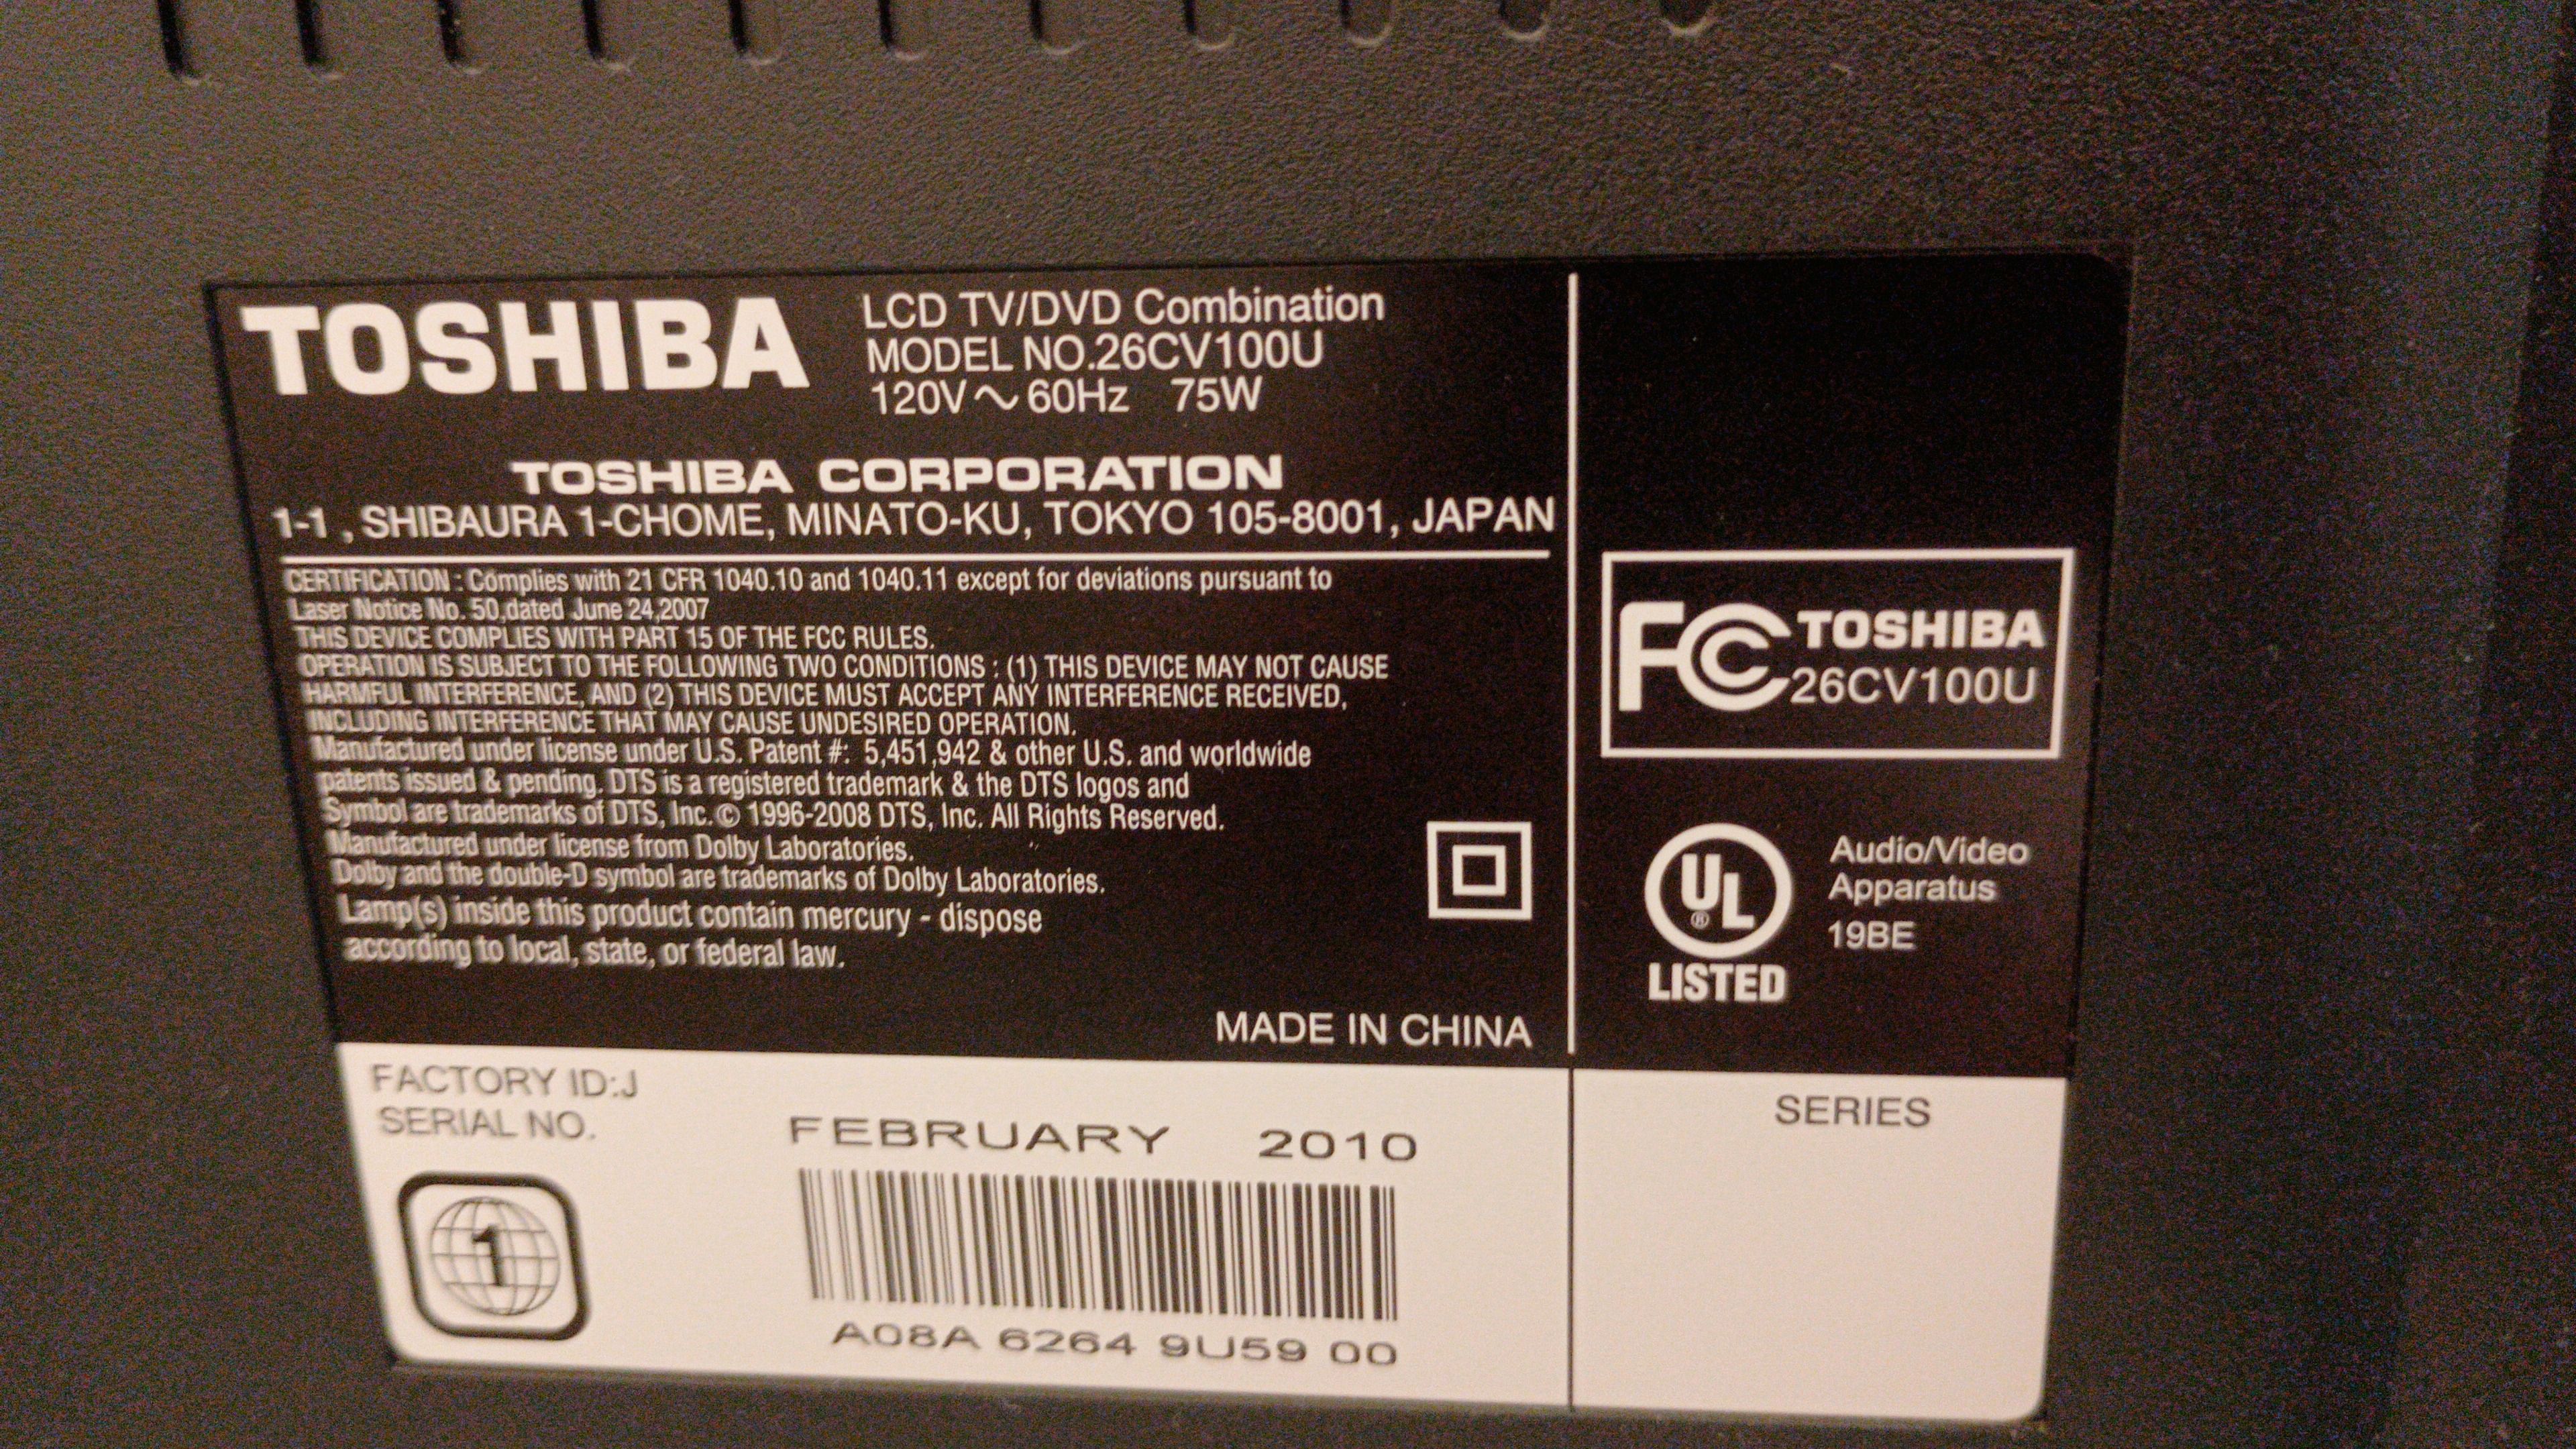 TOSHIBA
LCD TV/DVD Combination
MODEL NO.26CV100U
120V~60Hz 75W
TOSHIBA CORPORATION
1-1 , SHIBAURA 1-CHOME, MINATO-KU, TOKYO 105-8001, JAPAN
CERTIFICATION : Complies with 21 CFR 1040.10 and 1040.11 except for deviations pursuant to
Laser Notice No. 50,dated June 24,2007
THIS DEVICE COMPLIES WITH PART 15 OF THE FCC RULES.
OPERATION IS SUBJECT TO THE FOLLOWING TWO CONDITIONS : (1) THIS DEVICE MAY NOT CAUSE
HARMFUL INTERFERENCE, AND (2) THIS DEVICE MUST ACCEPT ANY INTERFERENCE RECEIVED,
INCLUDING INTERFERENCE THAT MAY CAUSE UNDESIRED OPERATION.
Manufactured under license under U.S. Patent #: 5,451,942 & other U.S. and worldwide
patents issued & pending. DTS is a registered trademark & the DTS logos and
Symbol are trademarks of DTS, Inc.© 1996-2008 DTS, Inc. All Rights Reserved.
Manufactured under license from Dolby Laboratories.
Dolby and the double-D symbol are trademarks of Dolby Laboratories.
Lamp(s) inside this product contain mercury - dispose
according to local, state, or federal law.
MADE IN CHINA
FC TOSHIBA
26CV100U
UL®
LISTED
Audio/Video
Apparatus
19BE
FACTORY ID:J
SERIAL NO.
FEBRUARY 2010
1
A08A 6264 9U59 00
SERIES